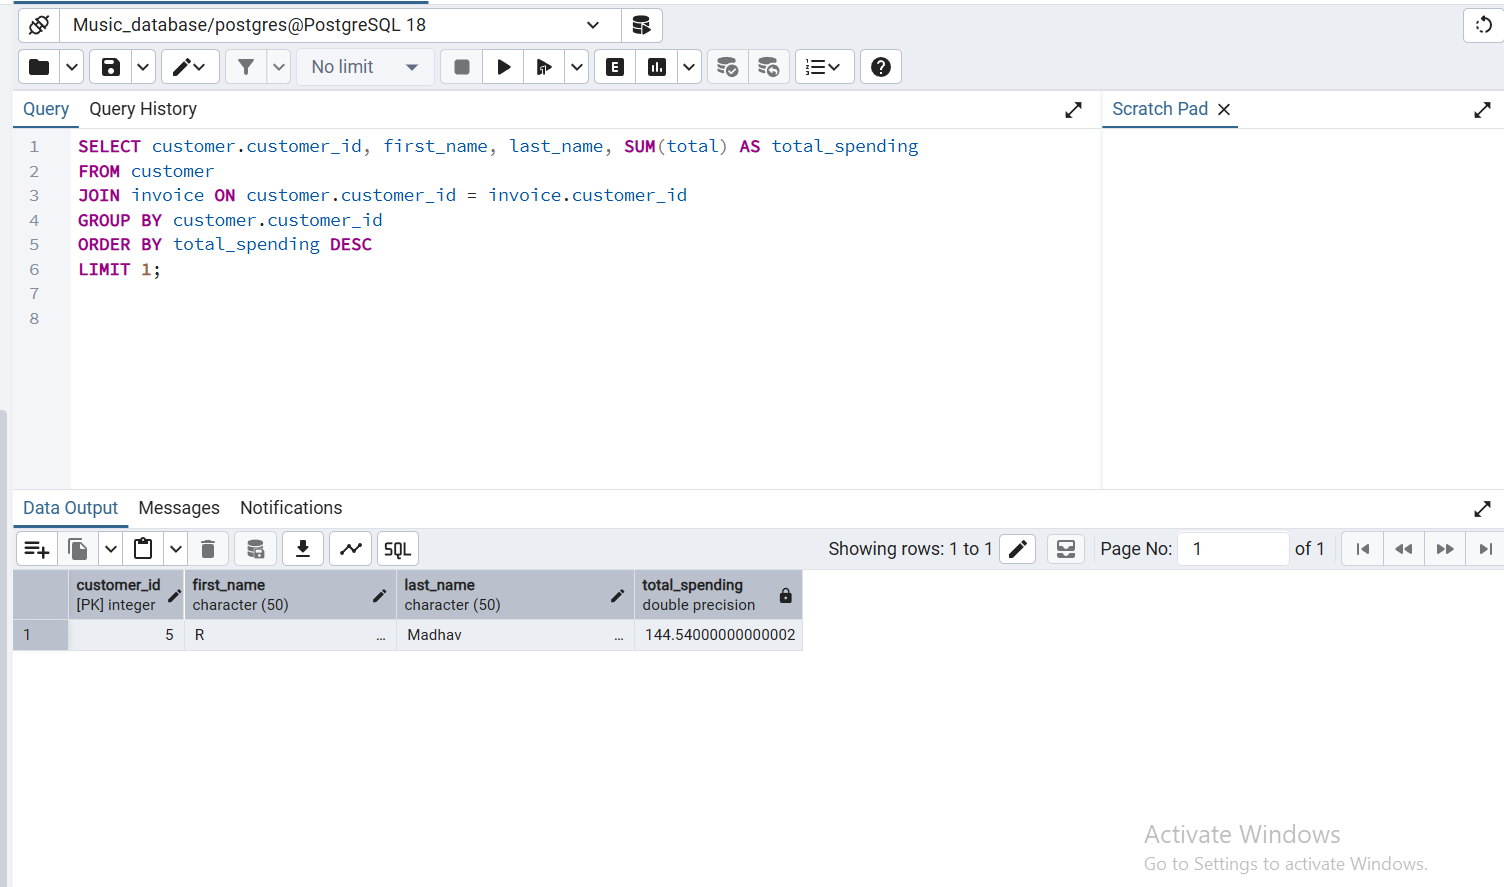 Music_database/postgres@PostgreSQL 18
No limit
E
Query Query History
Scratch Pad
1 SELECT customer.customer_id, first_name, last_name, SUM(total) AS total_spending
2 FROM customer
3 JOIN invoice ON customer.customer_id = invoice.customer_id
4 GROUP BY customer.customer_id
5 ORDER BY total_spending DESC
6 LIMIT 1;
7
8
Data Output Messages Notifications
SQL Showing rows: 1 to 1 Page No: 1 of 1
customer_id first_name last_name total_spending
[PK] integer character (50) character (50) double precision
1 5 R ... Madhav ... 144.54000000000002
Activate Windows
Go to Settings to activate Windows.